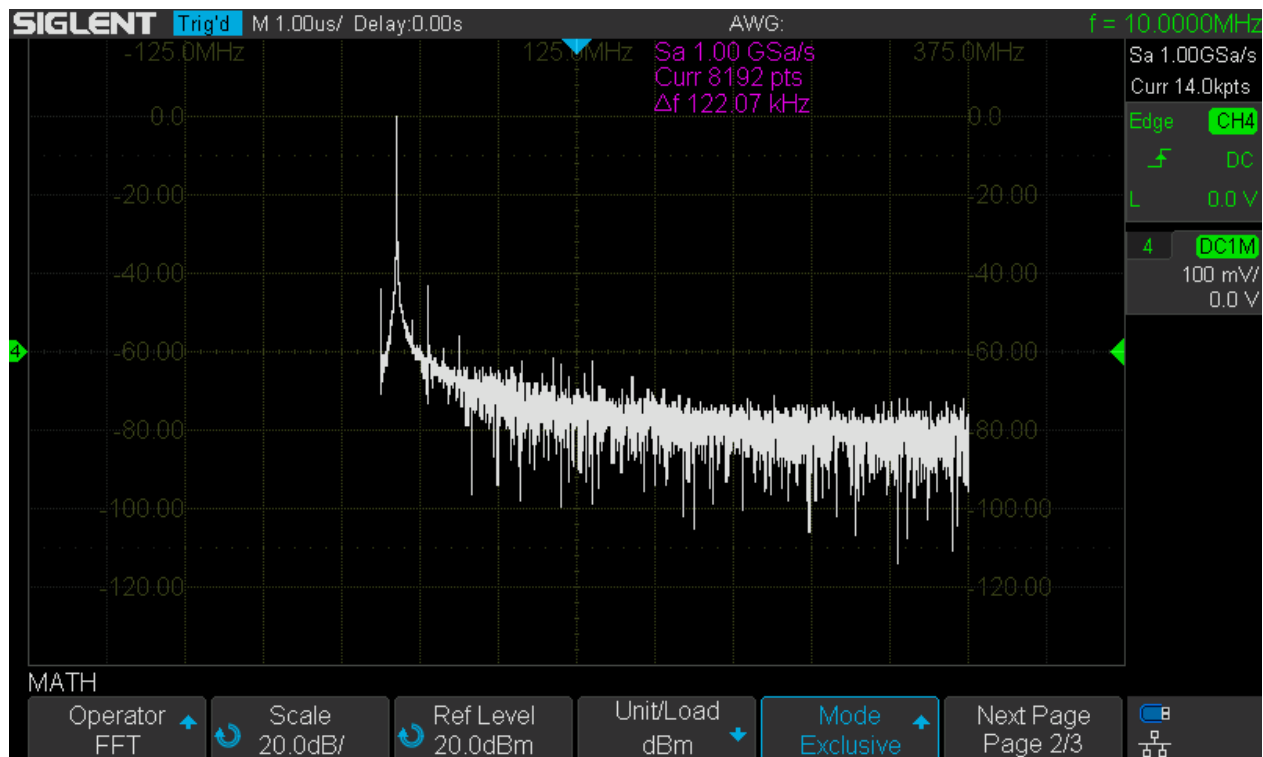 SIGLENT Trig'd M 1.00us/ Delay:0.00s AWG: f = 10.0000MHz
-125.0MHz 125.0MHz Sa 1.00 GSa/s 375.0MHz Sa 1.00GSa/s
Curr 8192 pts Curr 14.0kpts
Δf 122.07 kHz
0.0 0.0 Edge CH4
DC
-20.00 -20.00 L 0.0 V
4 DC1M
-40.00 -40.00 100 mV/
0.0 V
4 -60.00 -60.00
-80.00 -80.00
-100.00 -100.00
-120.00 -120.00
MATH
Operator Scale Ref Level Unit/Load Mode Next Page
FFT 20.0dB/ 20.0dBm dBm Exclusive Page 2/3